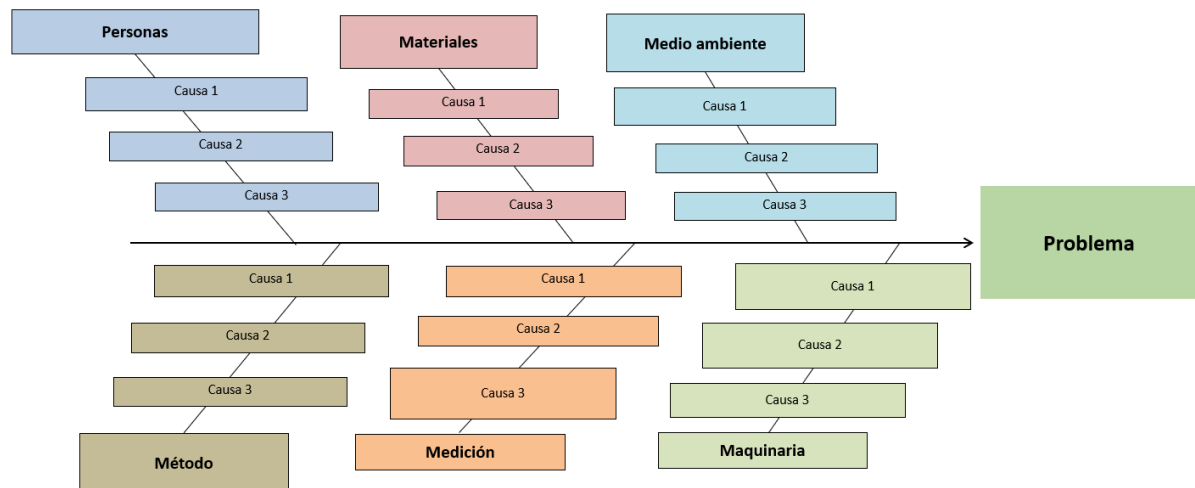 Personas
Causa 1
Causa 2
Causa 3
Materiales
Causa 1
Causa 2
Causa 3
Medio ambiente
Causa 1
Causa 2
Causa 3
Problema
Causa 1
Causa 2
Causa 3
Método
Causa 1
Causa 2
Causa 3
Medición
Causa 1
Causa 2
Causa 3
Maquinaria